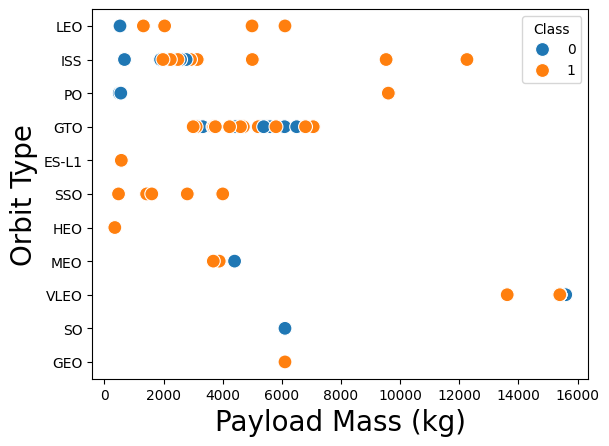 Class
0
1
LEO
ISS
PO
GTO
ES-L1
SSO
HEO
MEO
VLEO
SO
GEO
Orbit Type
0 2000 4000 6000 8000 10000 12000 14000 16000
Payload Mass (kg)